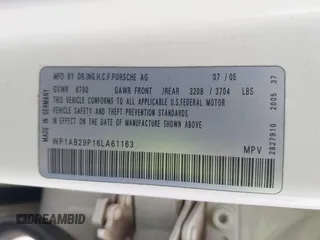 MFD. BY DR.ING.H.C.F.PORSCHE AG 07 / 05
GVWR 6790 GAWR FRONT /REAR 3208 / 3704 LBS
THIS VEHICLE CONFORMS TO ALL APPLICABLE U.S.FEDERAL MOTOR
VEHICLE SAFETY AND THEFT PREVENTION STANDARDS IN EFFECT ON THE
DATE OF MANUFACTURE SHOWN ABOVE.
WP1AB29P16LA61163 MPV
MADE IN GERMANY
2827910 2005 37
DREAMBID